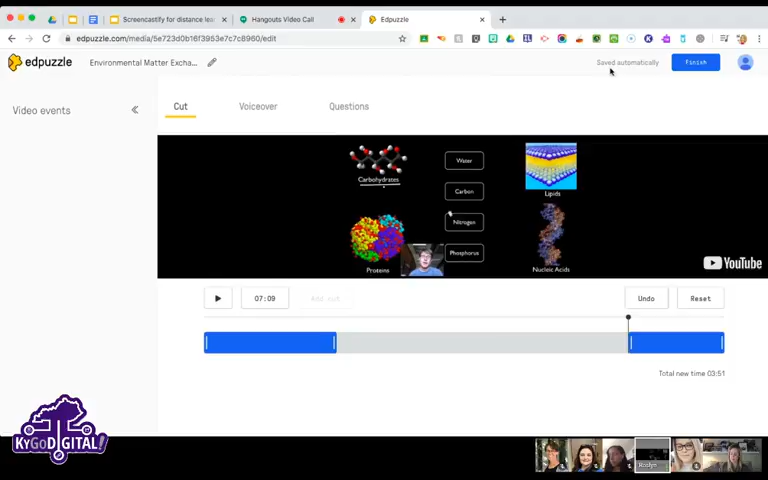 Screencastify for distance lea
Hangouts Video Call
Edpuzzle
edpuzzle.com/media/5e723d0b16f3953e7c7c8960/edit
edpuzzle
Environmental Matter Excha...
Saved automatically
Finish
Video events
Cut
Voiceover
Questions
Carbohydrates
Water
Carbon
Lipids
Nitrogen
Proteins
Phosphorus
Nucleic Acids
YouTube
07:09
Add cut
Undo
Reset
Total new time 03:51
KYGODIGITAL!
Roslyn